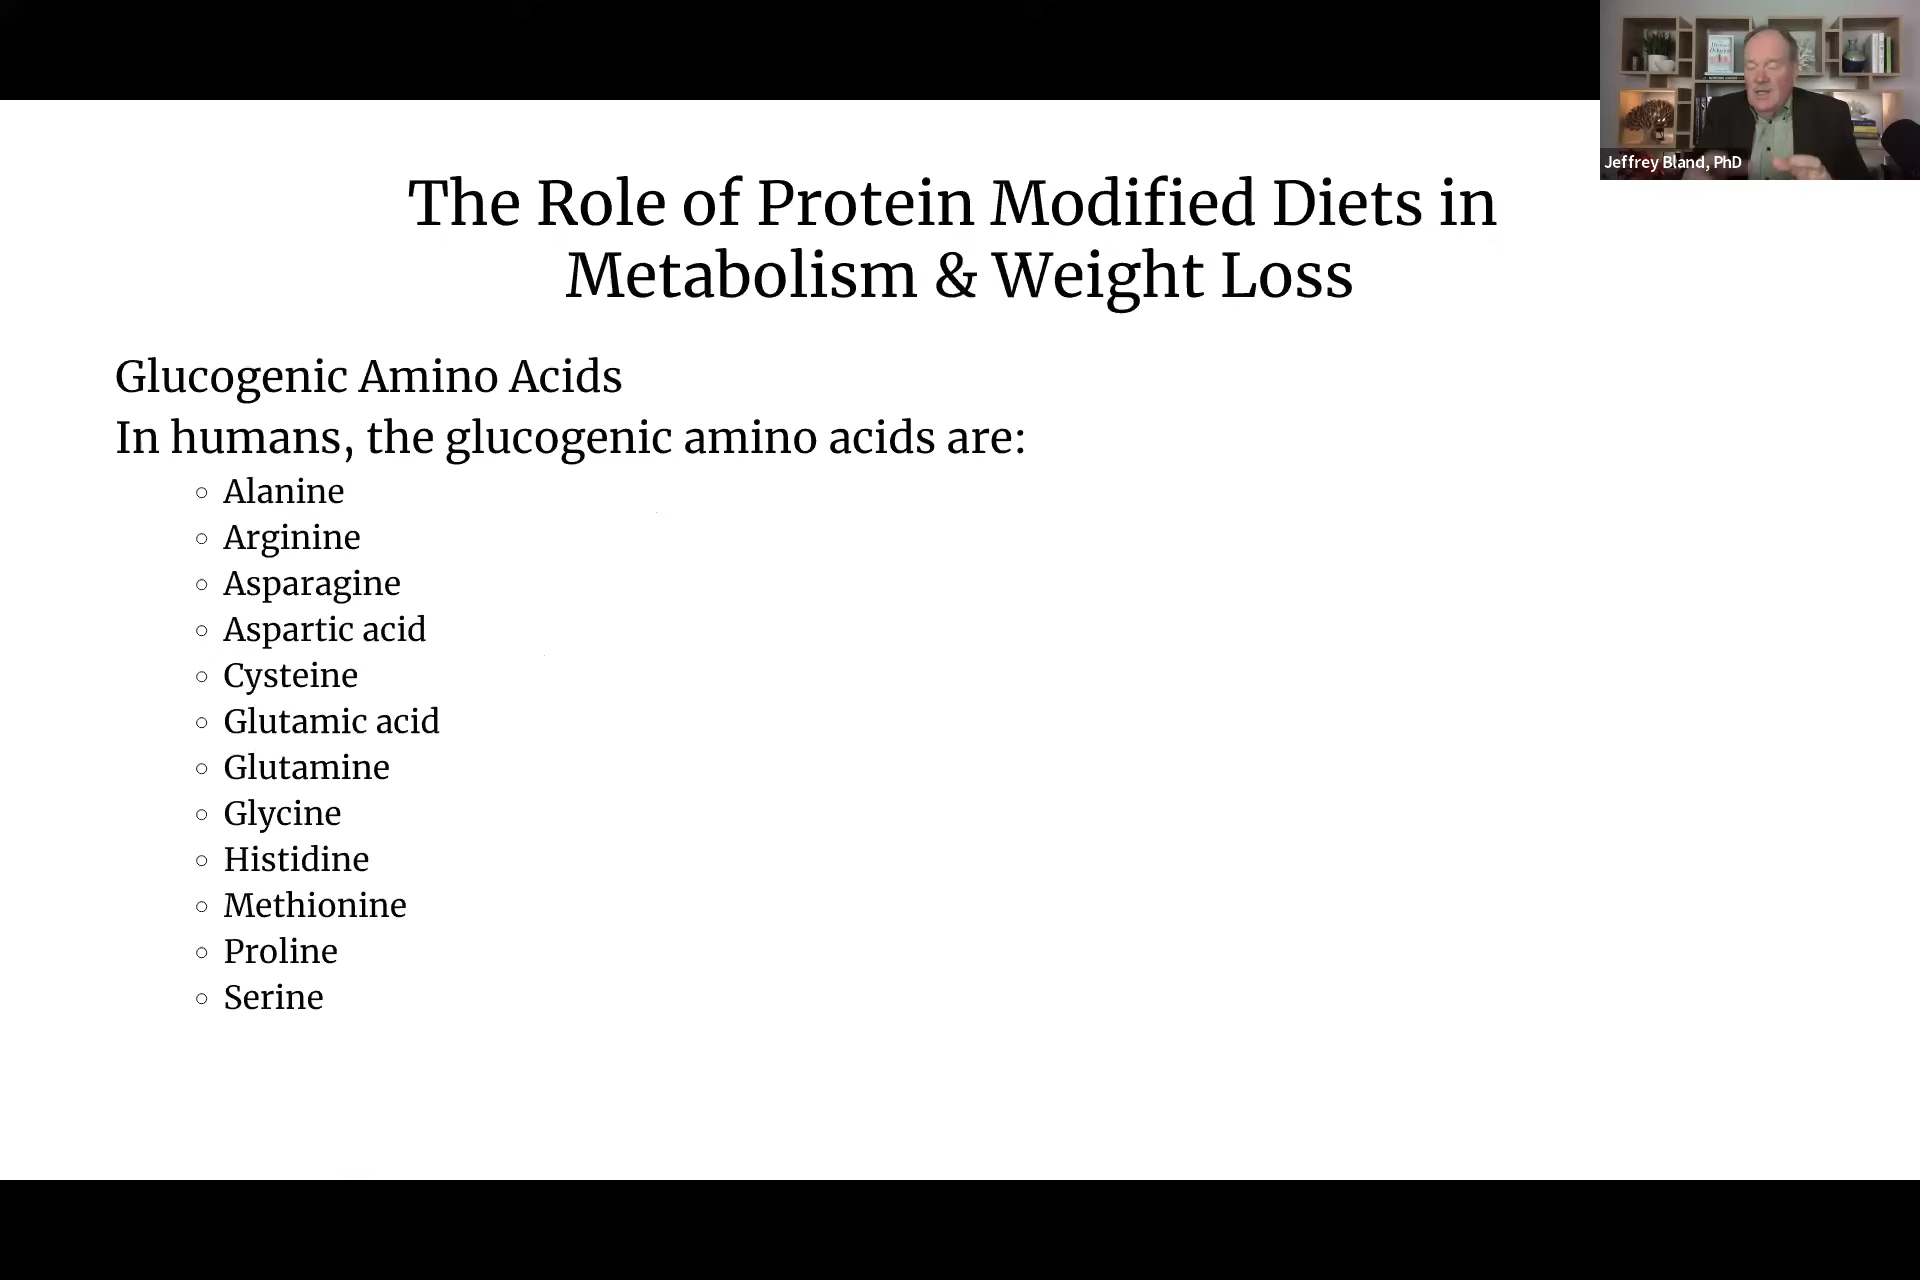 Jeffrey Bland, PhD
The Role of Protein Modified Diets in
Metabolism & Weight Loss
Glucogenic Amino Acids
In humans, the glucogenic amino acids are:
Alanine
Arginine
Asparagine
Aspartic acid
Cysteine
Glutamic acid
Glutamine
Glycine
Histidine
Methionine
Proline
Serine